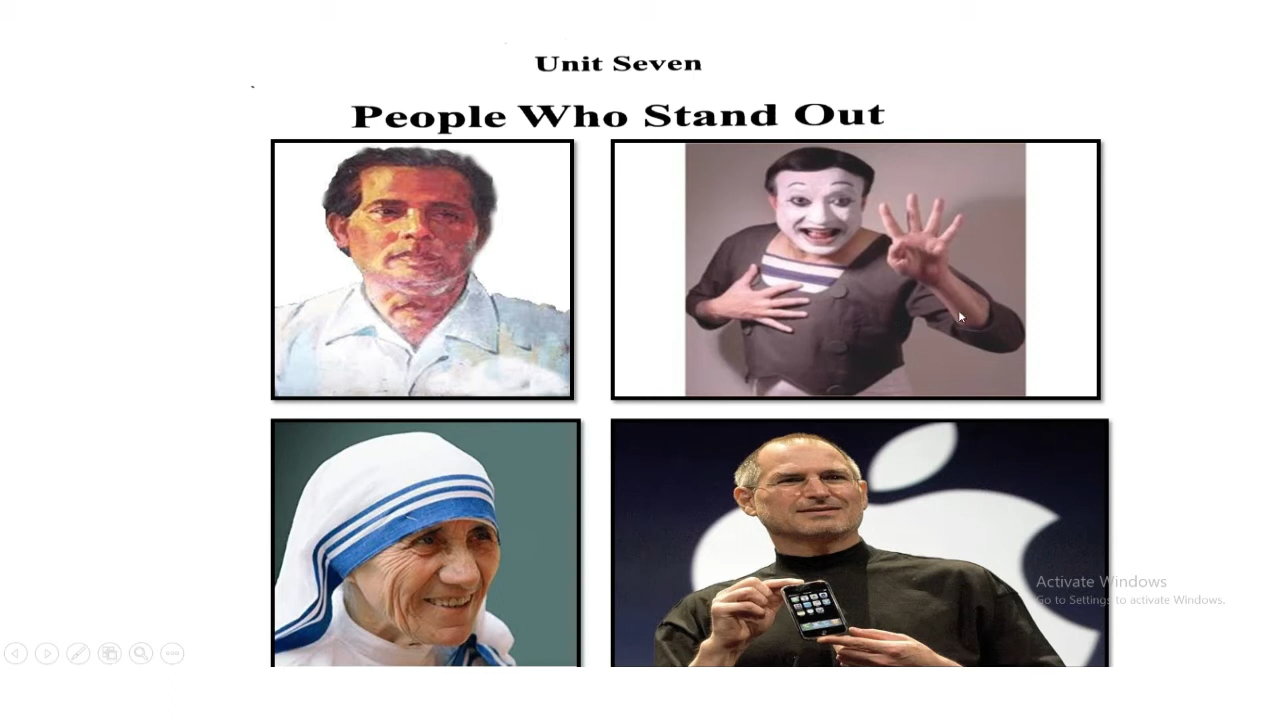 Unit Seven
People Who Stand Out
Activate Windows
Go to Settings to activate Windows.